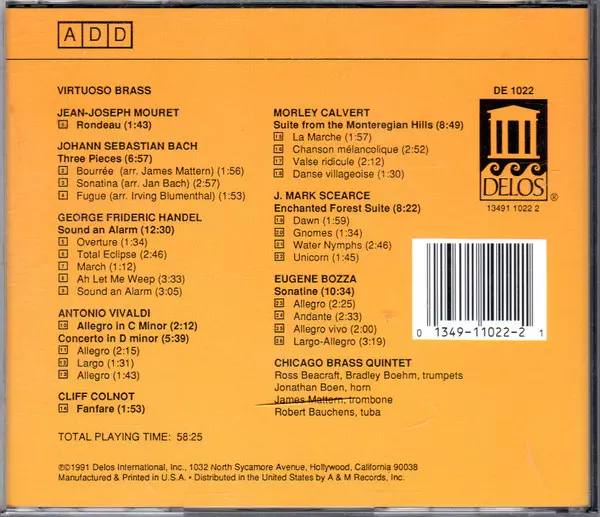 ADD
VIRTUOSO BRASS
JEAN-JOSEPH MOURET
1 Rondeau (1:43)
JOHANN SEBASTIAN BACH
Three Pieces (6:57)
2 Bourrée (arr. James Mattern) (1:56)
3 Sonatina (arr. Jan Bach) (2:57)
4 Fugue (arr. Irving Blumenthal) (1:53)
GEORGE FRIDERIC HANDEL
Sound an Alarm (12:30)
5 Overture (1:34)
6 Total Eclipse (2:46)
7 March (1:12)
8 Ah Let Me Weep (3:33)
9 Sound an Alarm (3:05)
ANTONIO VIVALDI
10 Allegro in C Minor (2:12)
Concerto in D minor (5:39)
11 Allegro (2:15)
12 Largo (1:31)
13 Allegro (1:43)
CLIFF COLNOT
14 Fanfare (1:53)
TOTAL PLAYING TIME: 58:25
MORLEY CALVERT
Suite from the Monteregian Hills (8:49)
15 La Marche (1:57)
16 Chanson mélancolique (2:52)
17 Valse ridicule (2:12)
18 Danse villageoise (1:30)
J. MARK SCEARCE
Enchanted Forest Suite (8:22)
19 Dawn (1:59)
20 Gnomes (1:34)
21 Water Nymphs (2:46)
22 Unicorn (1:45)
EUGENE BOZZA
Sonatine (10:34)
23 Allegro (2:25)
24 Andante (2:33)
25 Allegro vivo (2:00)
26 Largo-Allegro (3:19)
CHICAGO BRASS QUINTET
Ross Beacraft, Bradley Boehm, trumpets
Jonathan Boen, horn
James Mattern, trombone
Robert Bauchens, tuba
DE 1022
DELOS ®
13491 1022 2
0 1349-11022-2 1
℗©1991 Delos International, Inc., 1032 North Sycamore Avenue, Hollywood, California 90038
Manufactured & Printed in U.S.A. • Distributed in the United States by A & M Records, Inc.